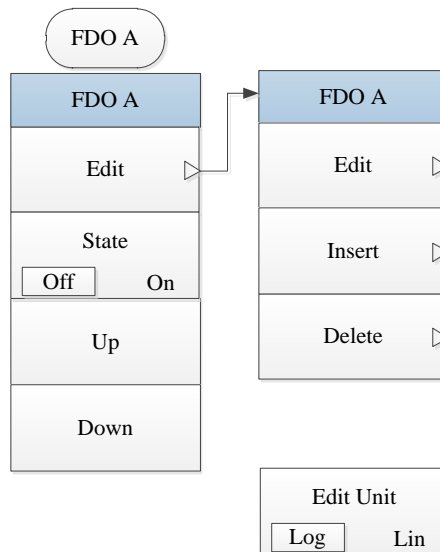 FDO A
FDO A
Edit
State
Off On
Up
Down
FDO A
Edit
Insert
Delete
Edit Unit
Log Lin